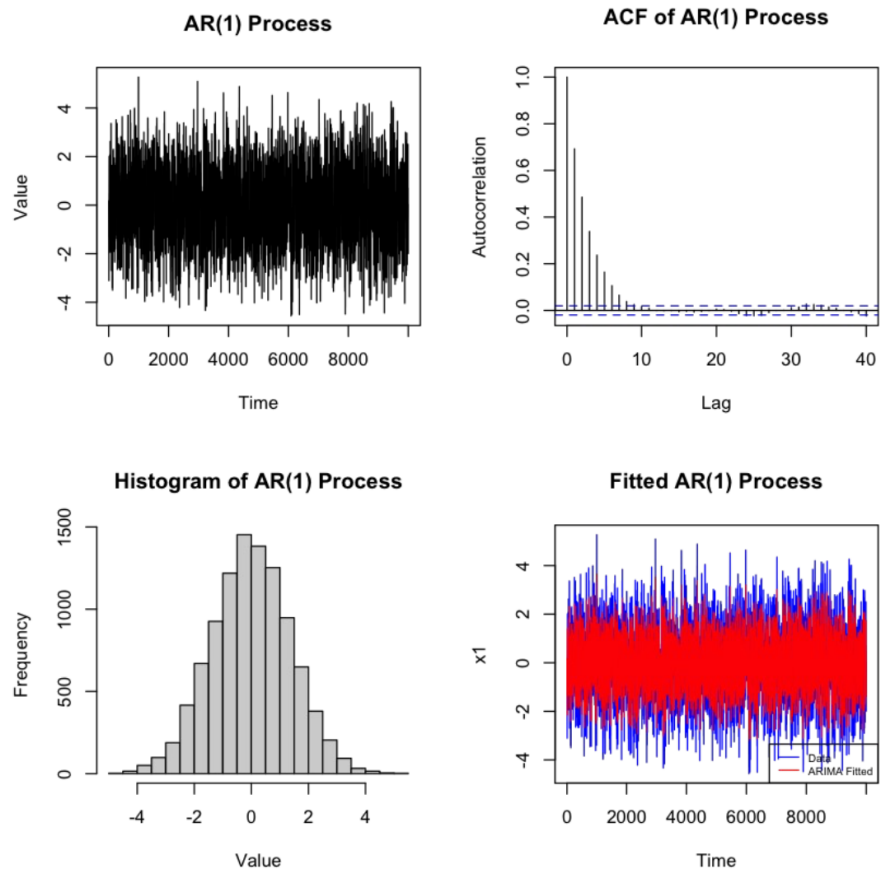 AR(1) Process
Value
4
2
0
-2
-4
0 2000 4000 6000 8000
Time
ACF of AR(1) Process
Autocorrelation
1.0
0.8
0.6
0.4
0.2
0.0
0 10 20 30 40
Lag
Histogram of AR(1) Process
Frequency
1500
1000
500
0
-4 -2 0 2 4
Value
Fitted AR(1) Process
x1
4
2
0
-2
-4
Data
ARIMA Fitted
0 2000 4000 6000 8000
Time